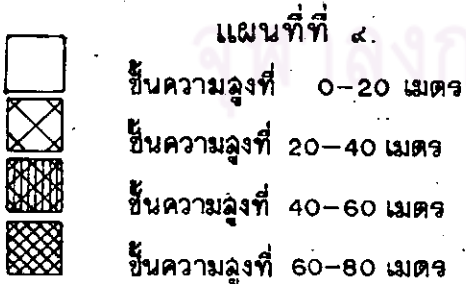 แผนที่ที่ ๔.
ชั้นความสูงที่ 0-20 เมตร
ชั้นความสูงที่ 20-40 เมตร
ชั้นความสูงที่ 40-60 เมตร
ชั้นความสูงที่ 60-80 เมตร